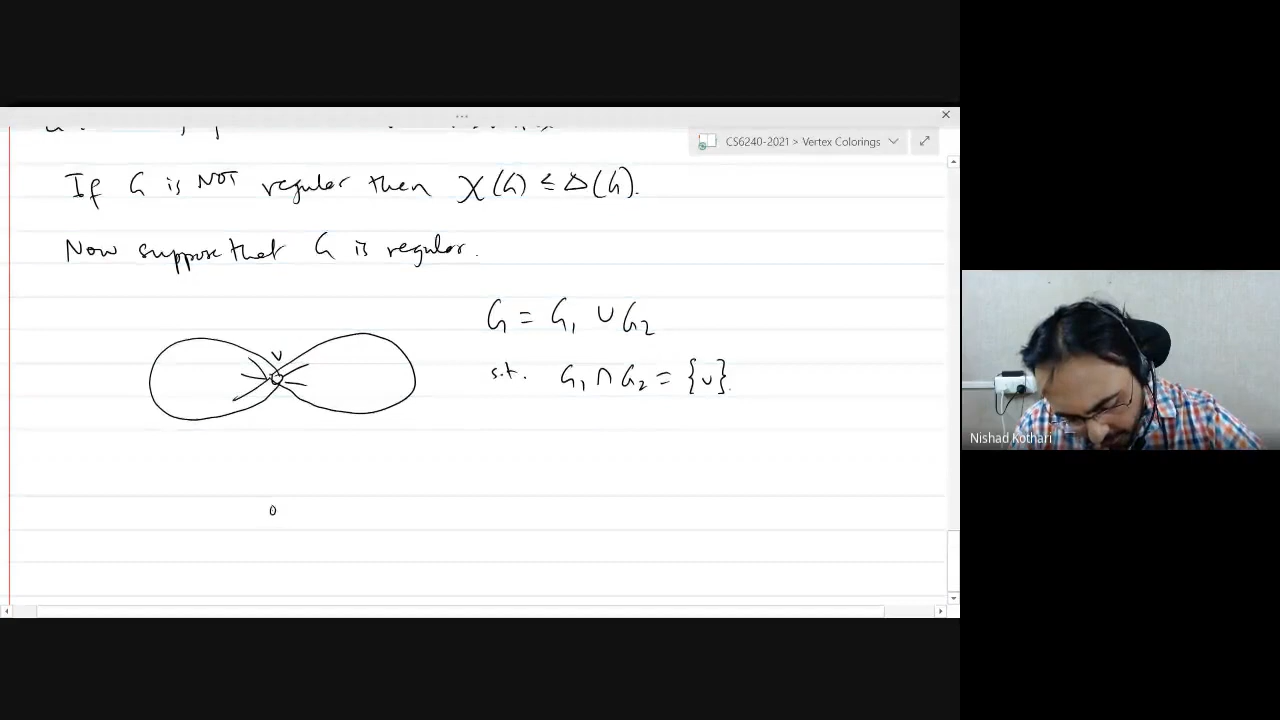 CS6240-2021 > Vertex Colorings
If G is NOT regular then χ(G) ≤ Δ(G).
Now suppose that G is regular.
G = G₁ ∪ G₂
v
s.t. G₁ ∩ G₂ = {v}.
Nishad Kothari